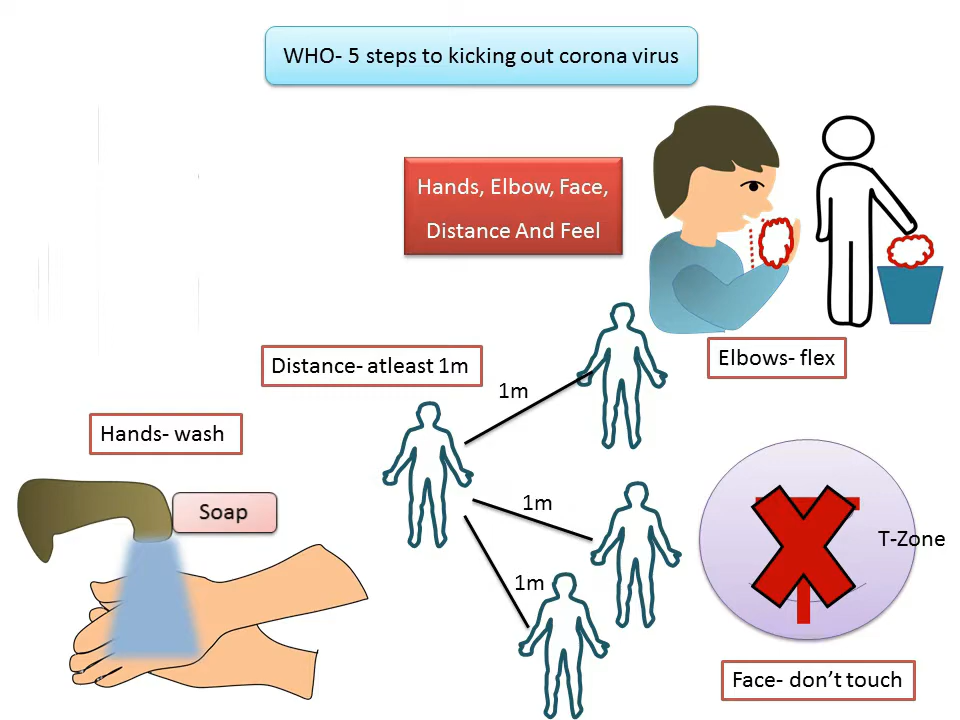 WHO- 5 steps to kicking out corona virus
Hands, Elbow, Face,
Distance And Feel
Elbows- flex
Distance- atleast 1m
1m
Hands- wash
Soap
1m
T-Zone
1m
Face- don’t touch